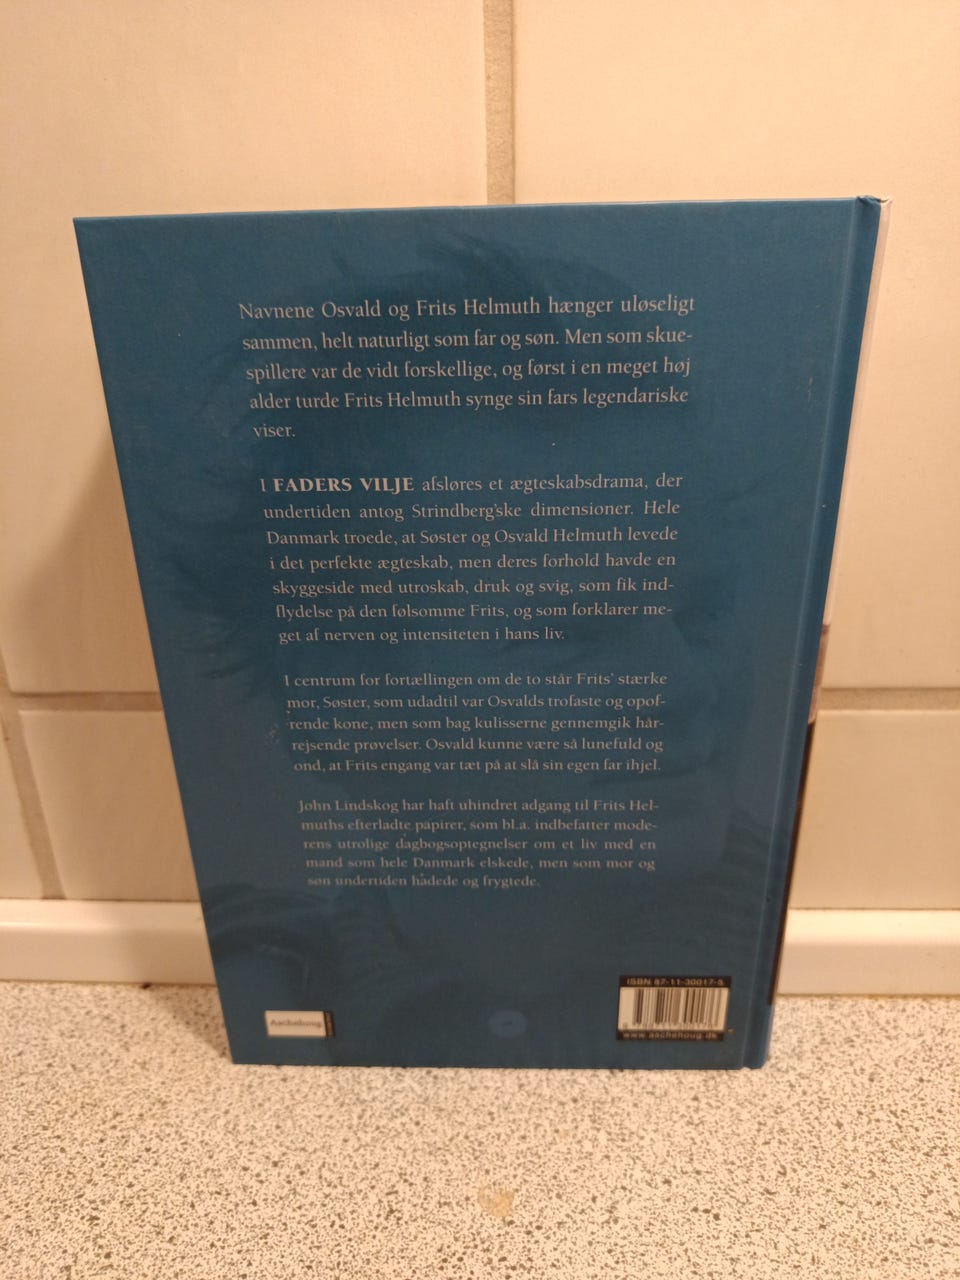 Navnene Osvald og Frits Helmuth hænger uløseligt
sammen, helt naturligt som far og søn. Men som skue-
spillere var de vidt forskellige, og først i en meget høj
alder turde Frits Helmuth synge sin fars legendariske
viser.
I FADERS VILJE afsløres et ægteskabsdrama, der
undertiden antog Strindberg'ske dimensioner. Hele
Danmark troede, at Søster og Osvald Helmuth levede
i det perfekte ægteskab, men deres forhold havde en
skyggeside med utroskab, druk og svig, som fik ind-
flydelse på den følsomme Frits, og som forklarer me-
get af nerven og intensiteten i hans liv.
I centrum for fortællingen om de to står Frits' stærke
mor, Søster, som udadtil var Osvalds trofaste og opof-
rende kone, men som bag kulisserne gennemgik hår-
rejsende prøvelser. Osvald kunne være så lunefuld og
ond, at Frits engang var tæt på at slå sin egen far ihjel.
John Lindskog har haft uhindret adgang til Frits Hel-
muths efterladte papirer, som bl.a. indbefatter mode-
rens utrolige dagbogsoptegnelser om et liv med en
mand som hele Danmark elskede, men som mor og
søn undertiden hadede og frygtede.
ISBN 87-11-30017-5
Aschehoug
www.aschehoug.dk